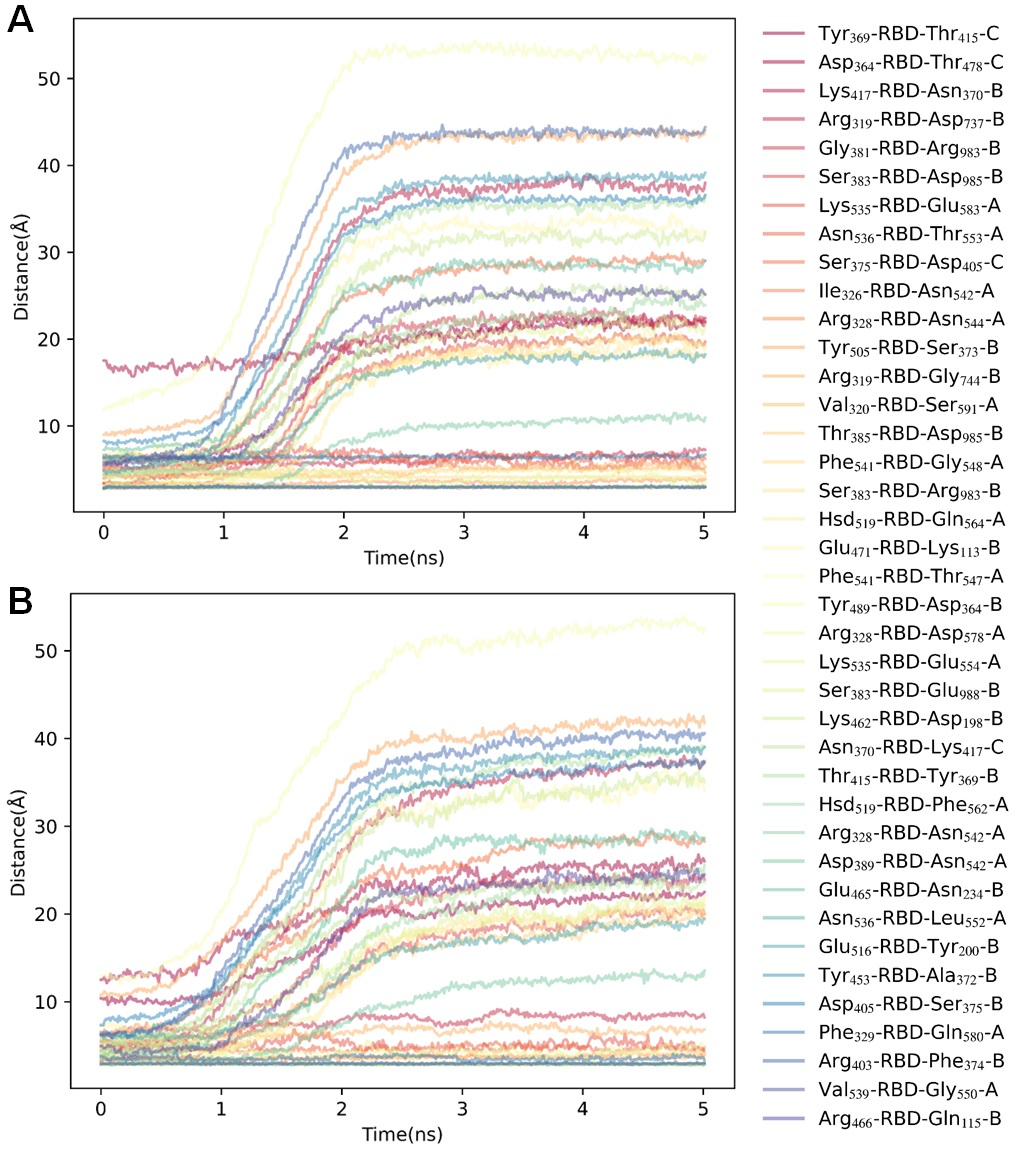 A
50
40
30
20
10
Distance(Å)
0 1 2 3 4 5
Time(ns)
B
50
40
30
20
10
Distance(Å)
0 1 2 3 4 5
Time(ns)
Tyr369-RBD-Thr415-C
Asp364-RBD-Thr478-C
Lys417-RBD-Asn370-B
Arg319-RBD-Asp737-B
Gly381-RBD-Arg983-B
Ser383-RBD-Asp985-B
Lys535-RBD-Glu583-A
Asn536-RBD-Thr553-A
Ser375-RBD-Asp405-C
Ile326-RBD-Asn542-A
Arg328-RBD-Asn544-A
Tyr505-RBD-Ser373-B
Arg319-RBD-Gly744-B
Val320-RBD-Ser591-A
Thr385-RBD-Asp985-B
Phe541-RBD-Gly548-A
Ser383-RBD-Arg983-B
Hsd519-RBD-Gln564-A
Glu471-RBD-Lys113-B
Phe541-RBD-Thr547-A
Tyr489-RBD-Asp364-B
Arg328-RBD-Asp578-A
Lys535-RBD-Glu554-A
Ser383-RBD-Glu988-B
Lys462-RBD-Asp198-B
Asn370-RBD-Lys417-C
Thr415-RBD-Tyr369-B
Hsd519-RBD-Phe562-A
Arg328-RBD-Asn542-A
Asp389-RBD-Asn542-A
Glu465-RBD-Asn234-B
Asn536-RBD-Leu552-A
Glu516-RBD-Tyr200-B
Tyr453-RBD-Ala372-B
Asp405-RBD-Ser375-B
Phe329-RBD-Gln580-A
Arg403-RBD-Phe374-B
Val539-RBD-Gly550-A
Arg466-RBD-Gln115-B